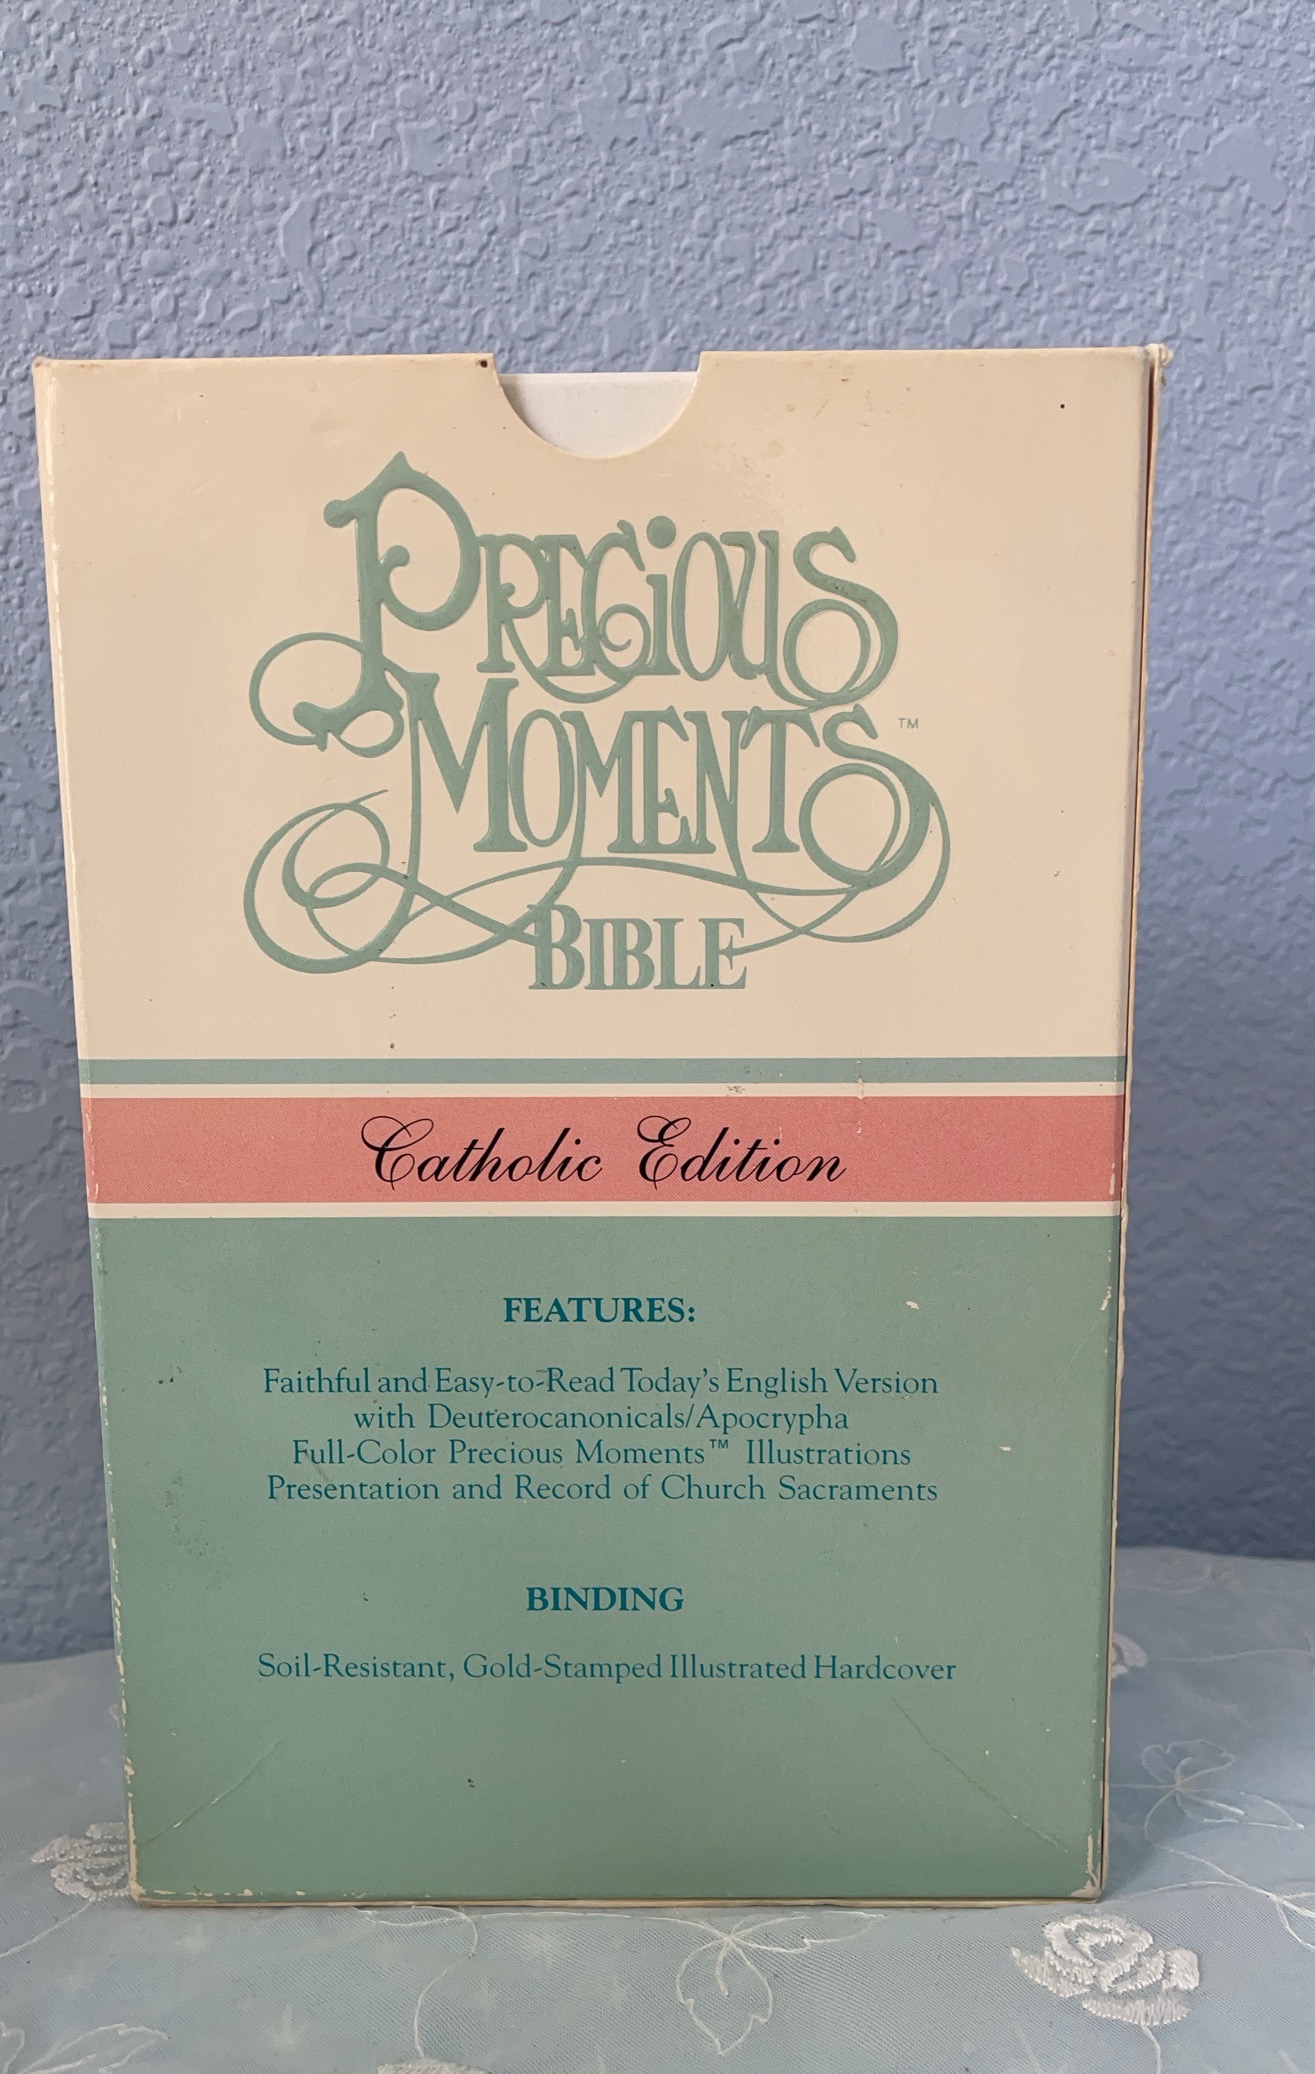 PRECiOUS
MOMENTS™
BIBLE
Catholic Edition
FEATURES:
Faithful and Easy-to-Read Today's English Version
with Deuterocanonicals/Apocrypha
Full-Color Precious Moments™ Illustrations
Presentation and Record of Church Sacraments
BINDING
Soil-Resistant, Gold-Stamped Illustrated Hardcover